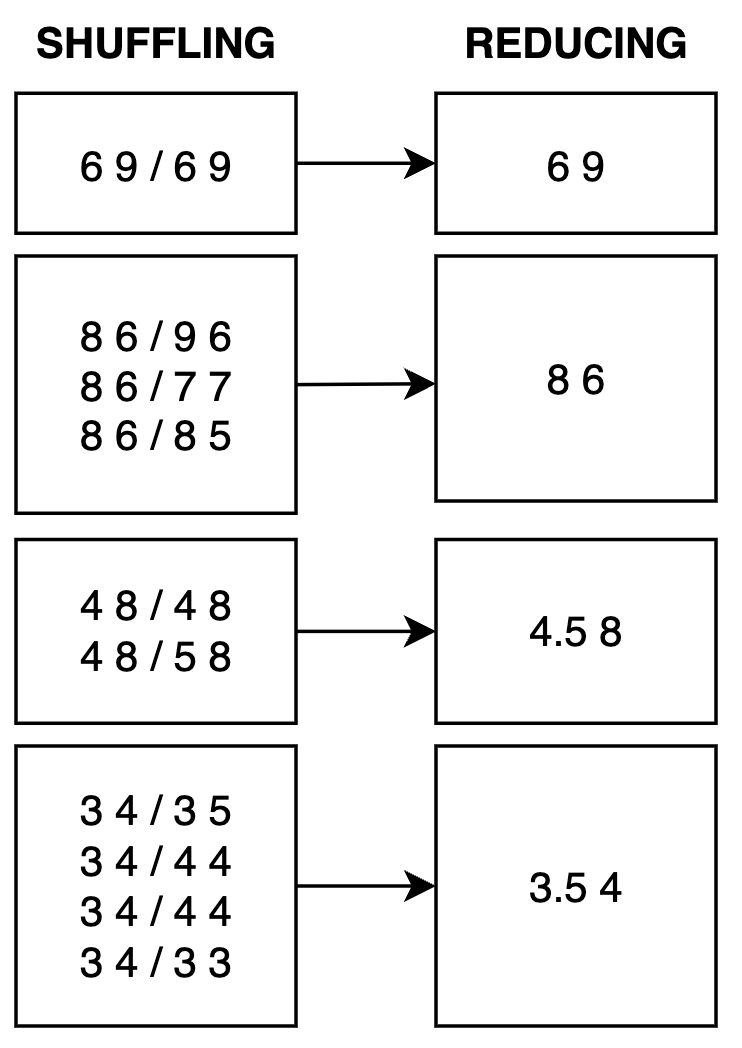 SHUFFLING
REDUCING
6 9 / 6 9
6 9
8 6 / 9 6
8 6 / 7 7
8 6 / 8 5
8 6
4 8 / 4 8
4 8 / 5 8
4.5 8
3 4 / 3 5
3 4 / 4 4
3 4 / 4 4
3 4 / 3 3
3.5 4